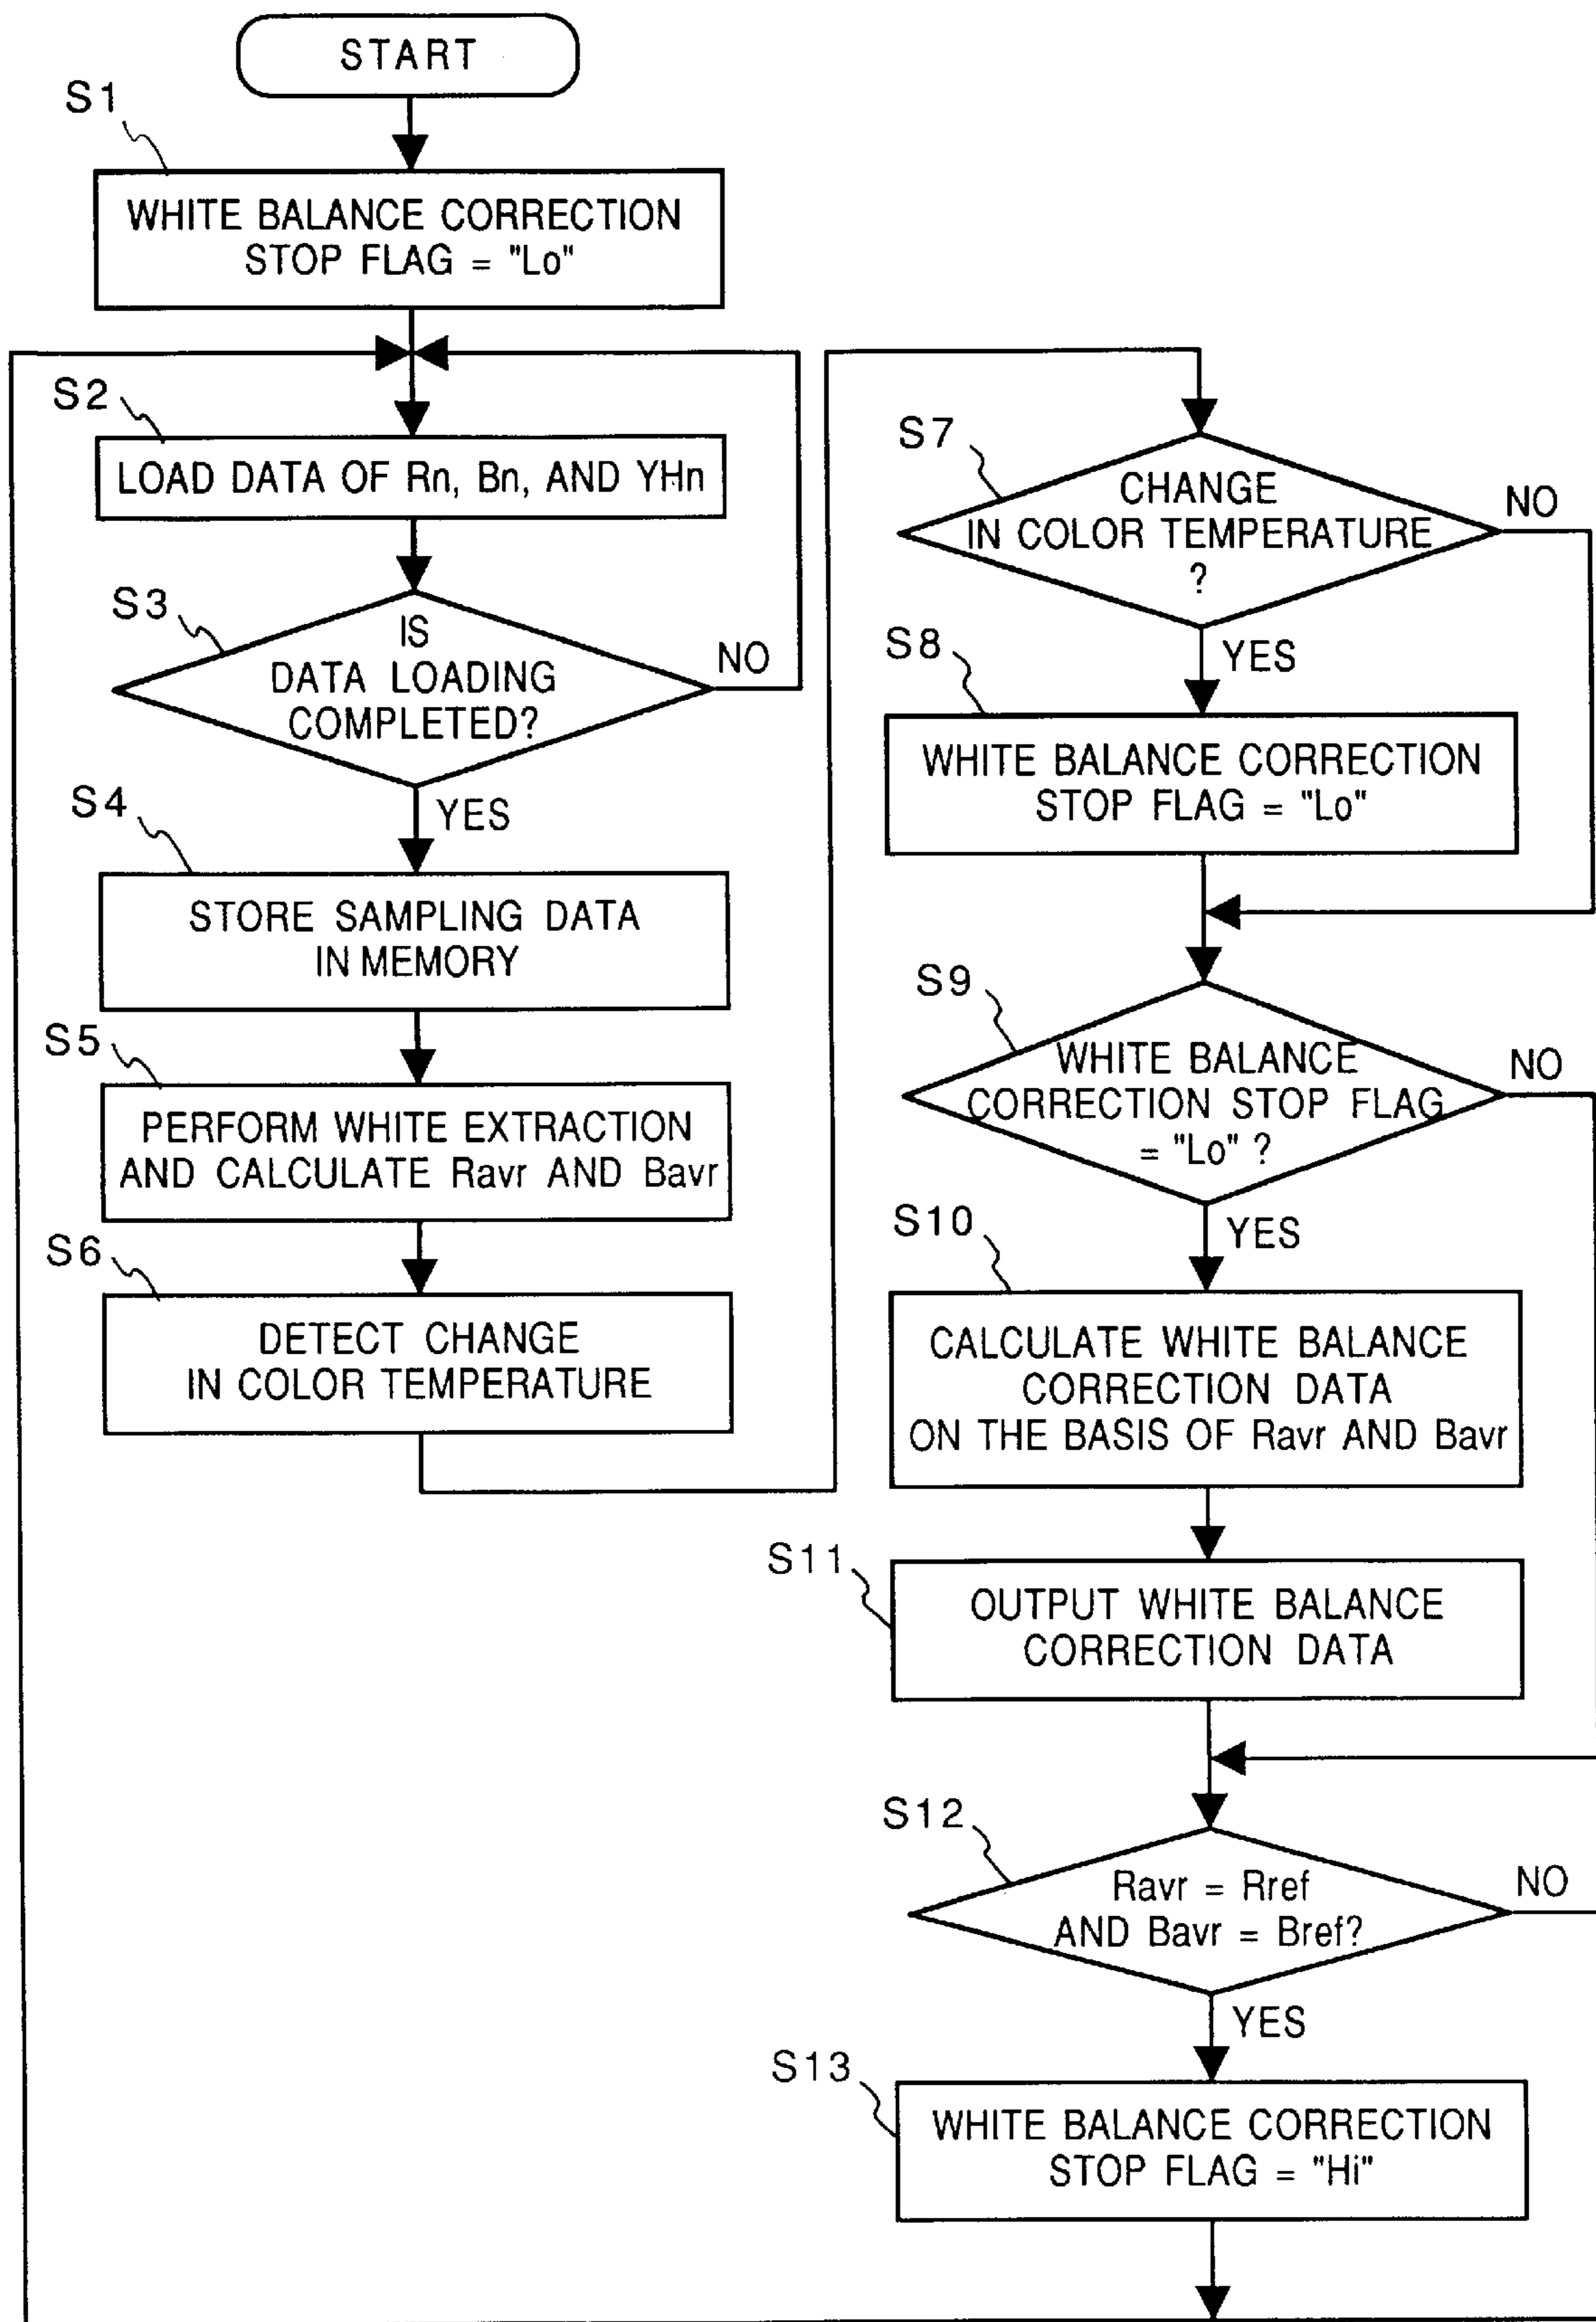 START
S1
WHITE BALANCE CORRECTION
STOP FLAG = "Lo"
S2
LOAD DATA OF Rn, Bn, AND YHn
S3
IS
DATA LOADING
COMPLETED?
NO
YES
S4
STORE SAMPLING DATA
IN MEMORY
S5
PERFORM WHITE EXTRACTION
AND CALCULATE Ravr AND Bavr
S6
DETECT CHANGE
IN COLOR TEMPERATURE
S7
CHANGE
IN COLOR TEMPERATURE
?
NO
YES
S8
WHITE BALANCE CORRECTION
STOP FLAG = "Lo"
S9
WHITE BALANCE
CORRECTION STOP FLAG
= "Lo" ?
NO
YES
S10
CALCULATE WHITE BALANCE
CORRECTION DATA
ON THE BASIS OF Ravr AND Bavr
S11
OUTPUT WHITE BALANCE
CORRECTION DATA
S12
Ravr = Rref
AND Bavr = Bref?
NO
YES
S13
WHITE BALANCE CORRECTION
STOP FLAG = "Hi"